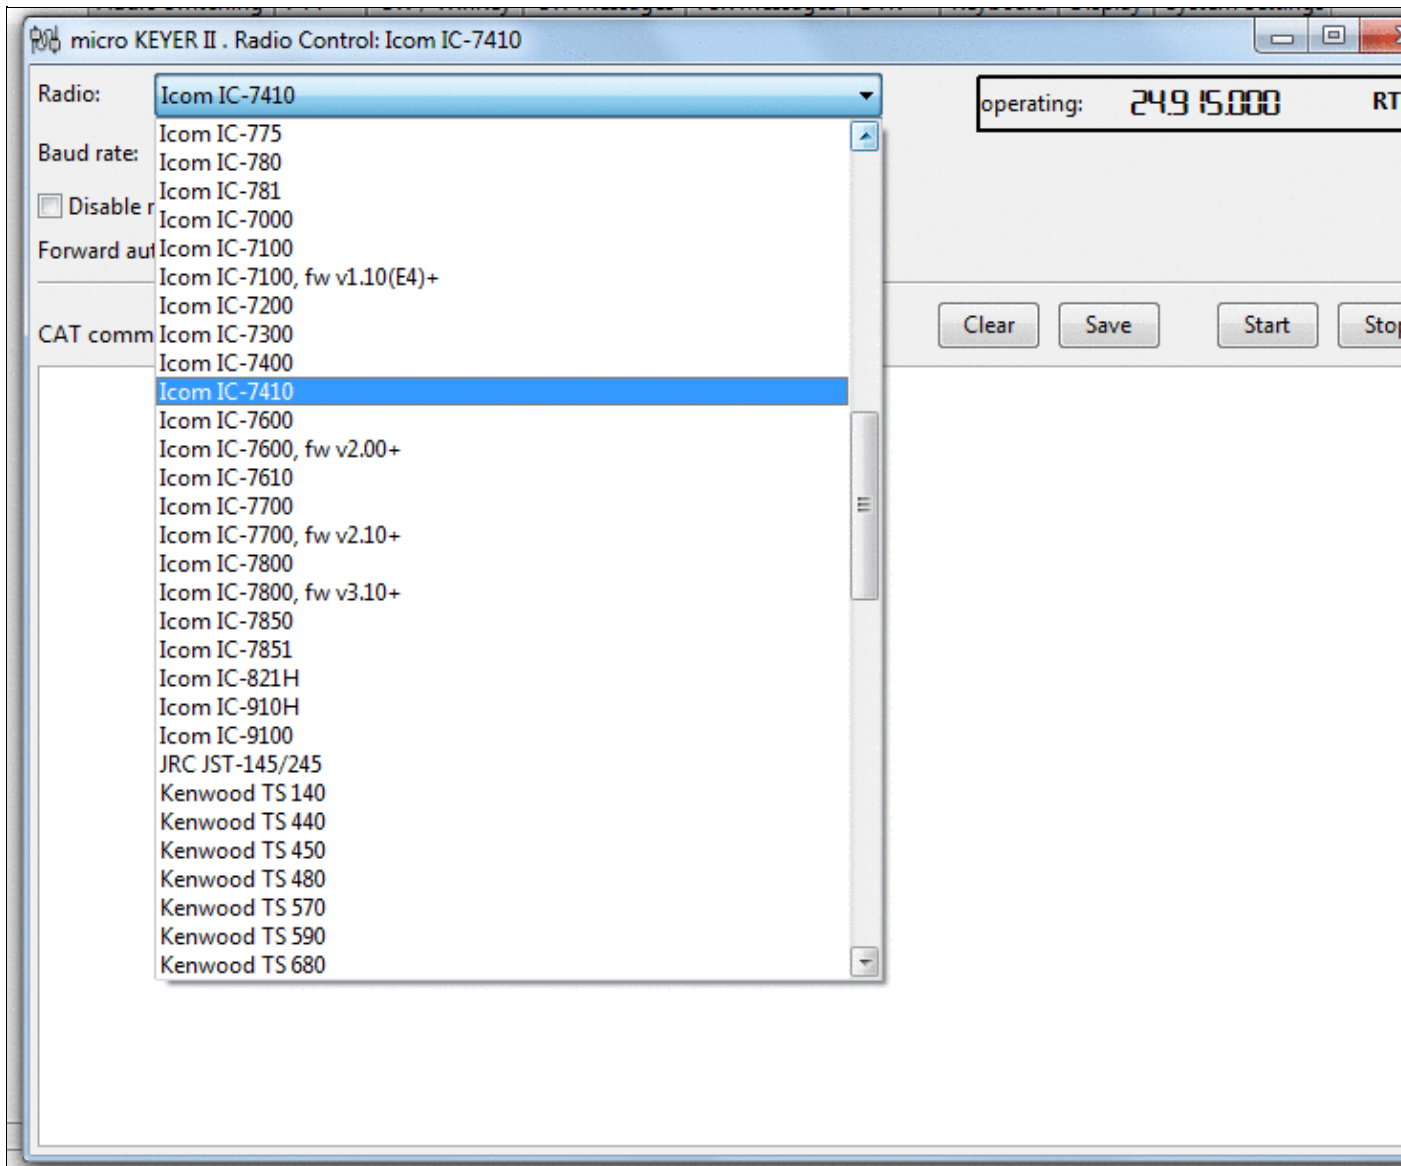 micro KEYER II . Radio Control: Icom IC-7410
Radio: Icom IC-7410
operating: 24.915.000 RT
Baud rate:
Disable r
Forward aut
CAT comm
Clear Save Start Stop
Icom IC-775
Icom IC-780
Icom IC-781
Icom IC-7000
Icom IC-7100
Icom IC-7100, fw v1.10(E4)+
Icom IC-7200
Icom IC-7300
Icom IC-7400
Icom IC-7410
Icom IC-7600
Icom IC-7600, fw v2.00+
Icom IC-7610
Icom IC-7700
Icom IC-7700, fw v2.10+
Icom IC-7800
Icom IC-7800, fw v3.10+
Icom IC-7850
Icom IC-7851
Icom IC-821H
Icom IC-910H
Icom IC-9100
JRC JST-145/245
Kenwood TS 140
Kenwood TS 440
Kenwood TS 450
Kenwood TS 480
Kenwood TS 570
Kenwood TS 590
Kenwood TS 680